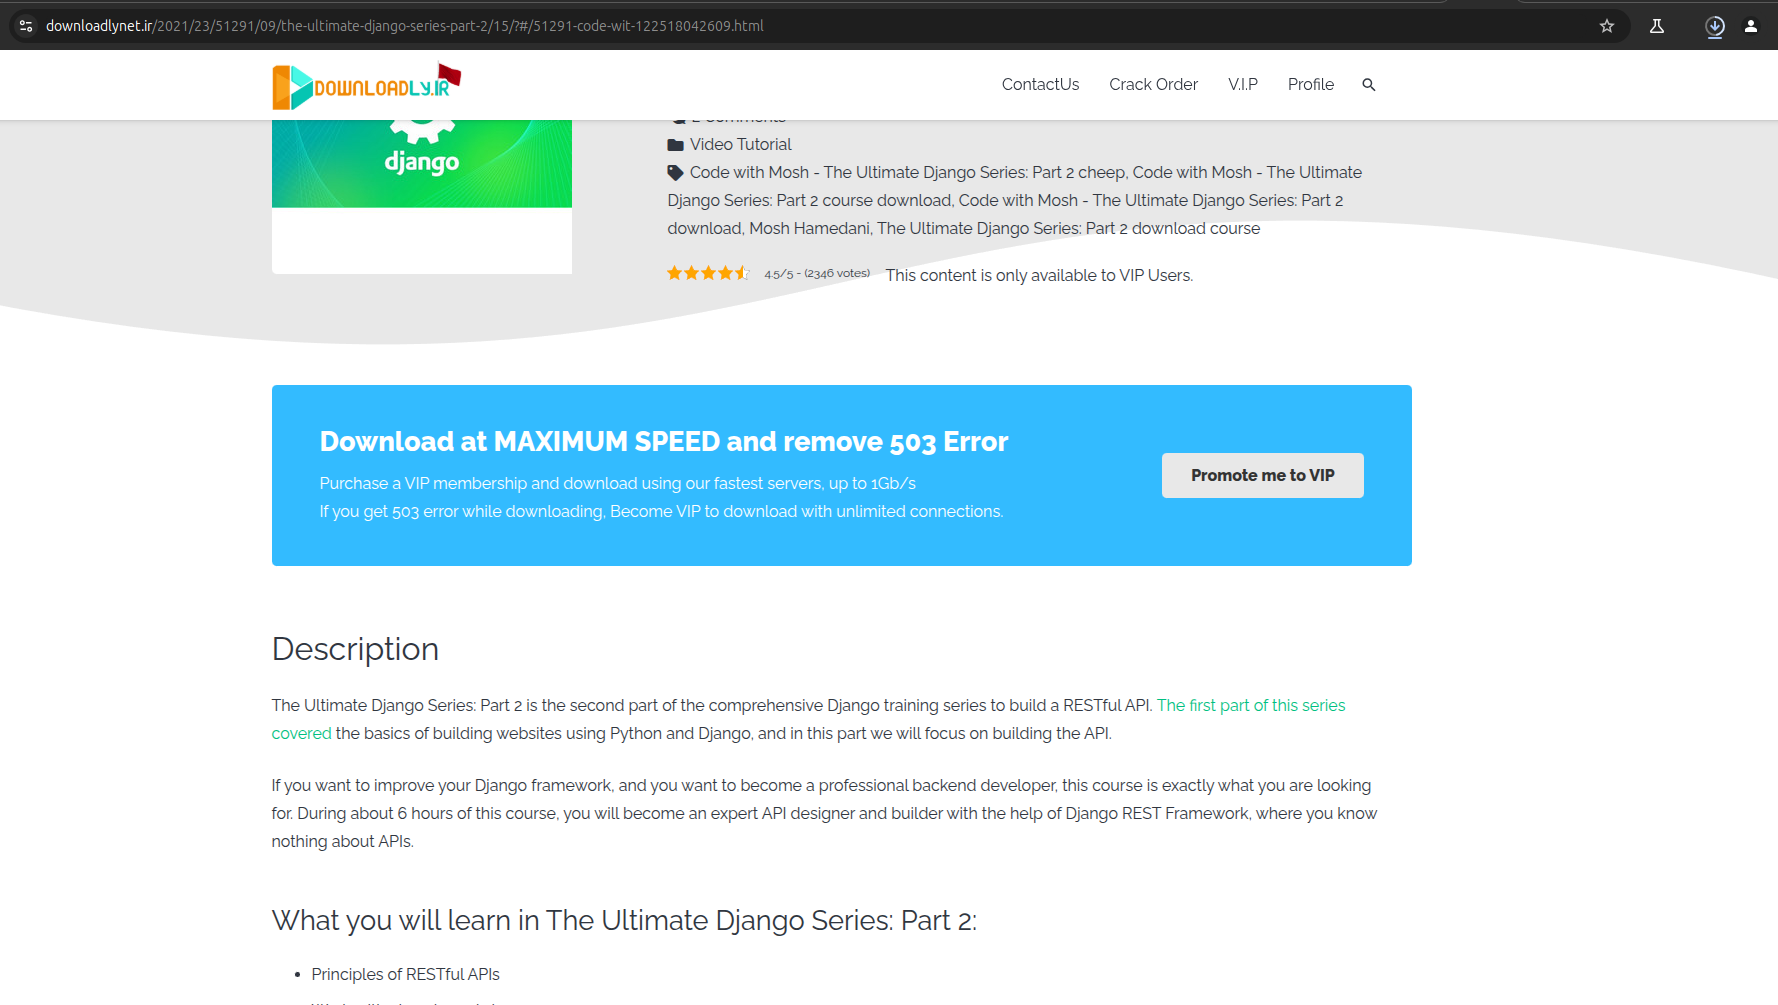 downloadlynet.ir/2021/23/51291/09/the-ultimate-django-series-part-2/15/?#/51291-code-wit-122518042609.html
DOWNLOADLY.IR
ContactUs Crack Order V.I.P Profile
django
2 Comments
Video Tutorial
Code with Mosh - The Ultimate Django Series: Part 2 cheep, Code with Mosh - The Ultimate
Django Series: Part 2 course download, Code with Mosh - The Ultimate Django Series: Part 2
download, Mosh Hamedani, The Ultimate Django Series: Part 2 download course
4.5/5 - (2346 votes) This content is only available to VIP Users.
Download at MAXIMUM SPEED and remove 503 Error
Purchase a VIP membership and download using our fastest servers, up to 1Gb/s
If you get 503 error while downloading, Become VIP to download with unlimited connections.
Promote me to VIP
Description
The Ultimate Django Series: Part 2 is the second part of the comprehensive Django training series to build a RESTful API. The first part of this series
covered the basics of building websites using Python and Django, and in this part we will focus on building the API.
If you want to improve your Django framework, and you want to become a professional backend developer, this course is exactly what you are looking
for. During about 6 hours of this course, you will become an expert API designer and builder with the help of Django REST Framework, where you know
nothing about APIs.
What you will learn in The Ultimate Django Series: Part 2:
Principles of RESTful APIs